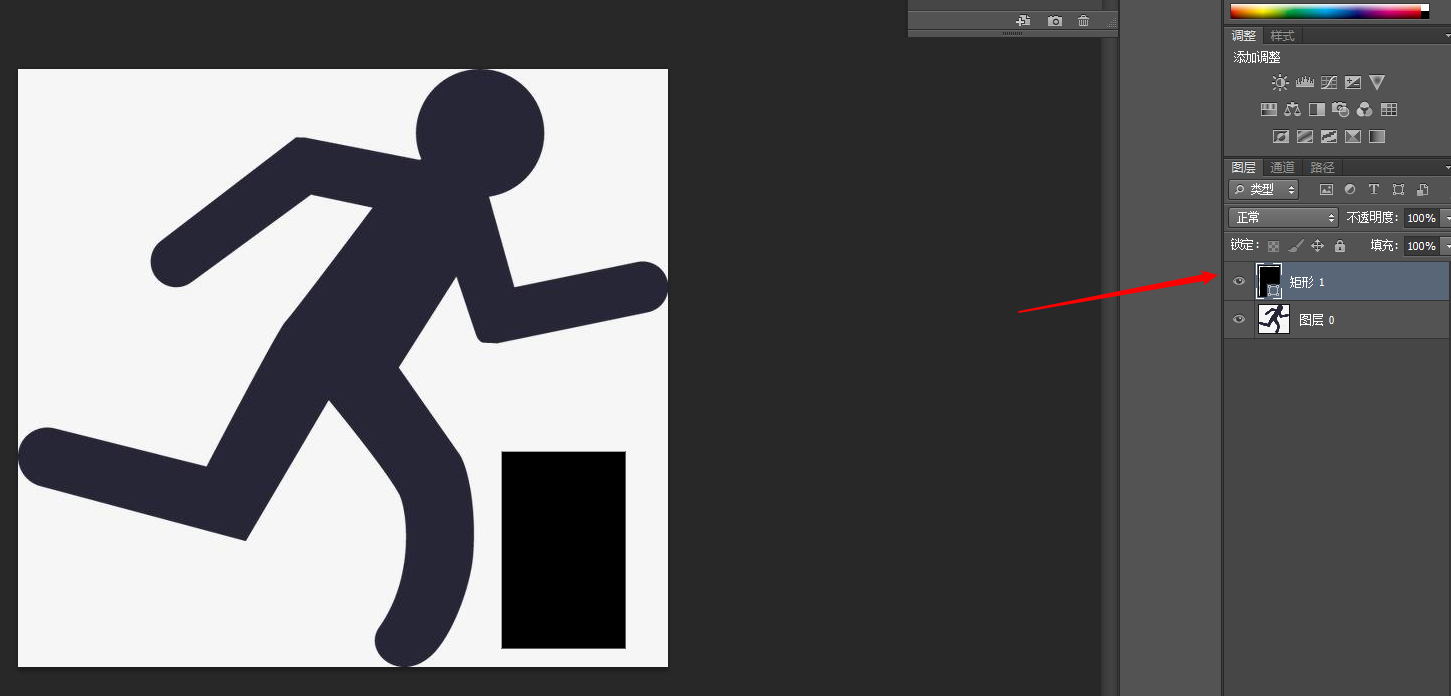 调整 样式
添加调整
图层 通道 路径
类型 T
正常 不透明度: 100%
锁定: 填充: 100%
矩形 1
图层 0